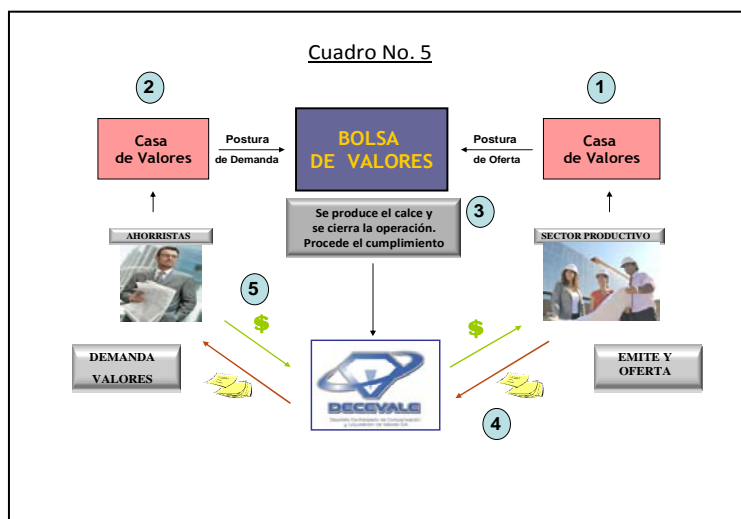 Cuadro No. 5
2
1
Casa
de Valores
Postura
de Demanda
BOLSA
DE VALORES
Postura
de Oferta
Casa
de Valores
Se produce el calce y
se cierra la operación.
Procede el cumplimiento
3
AHORRISTAS
SECTOR PRODUCTIVO
5
$
$
DEMANDA
VALORES
EMITE Y
OFERTA
DECEVALE
4